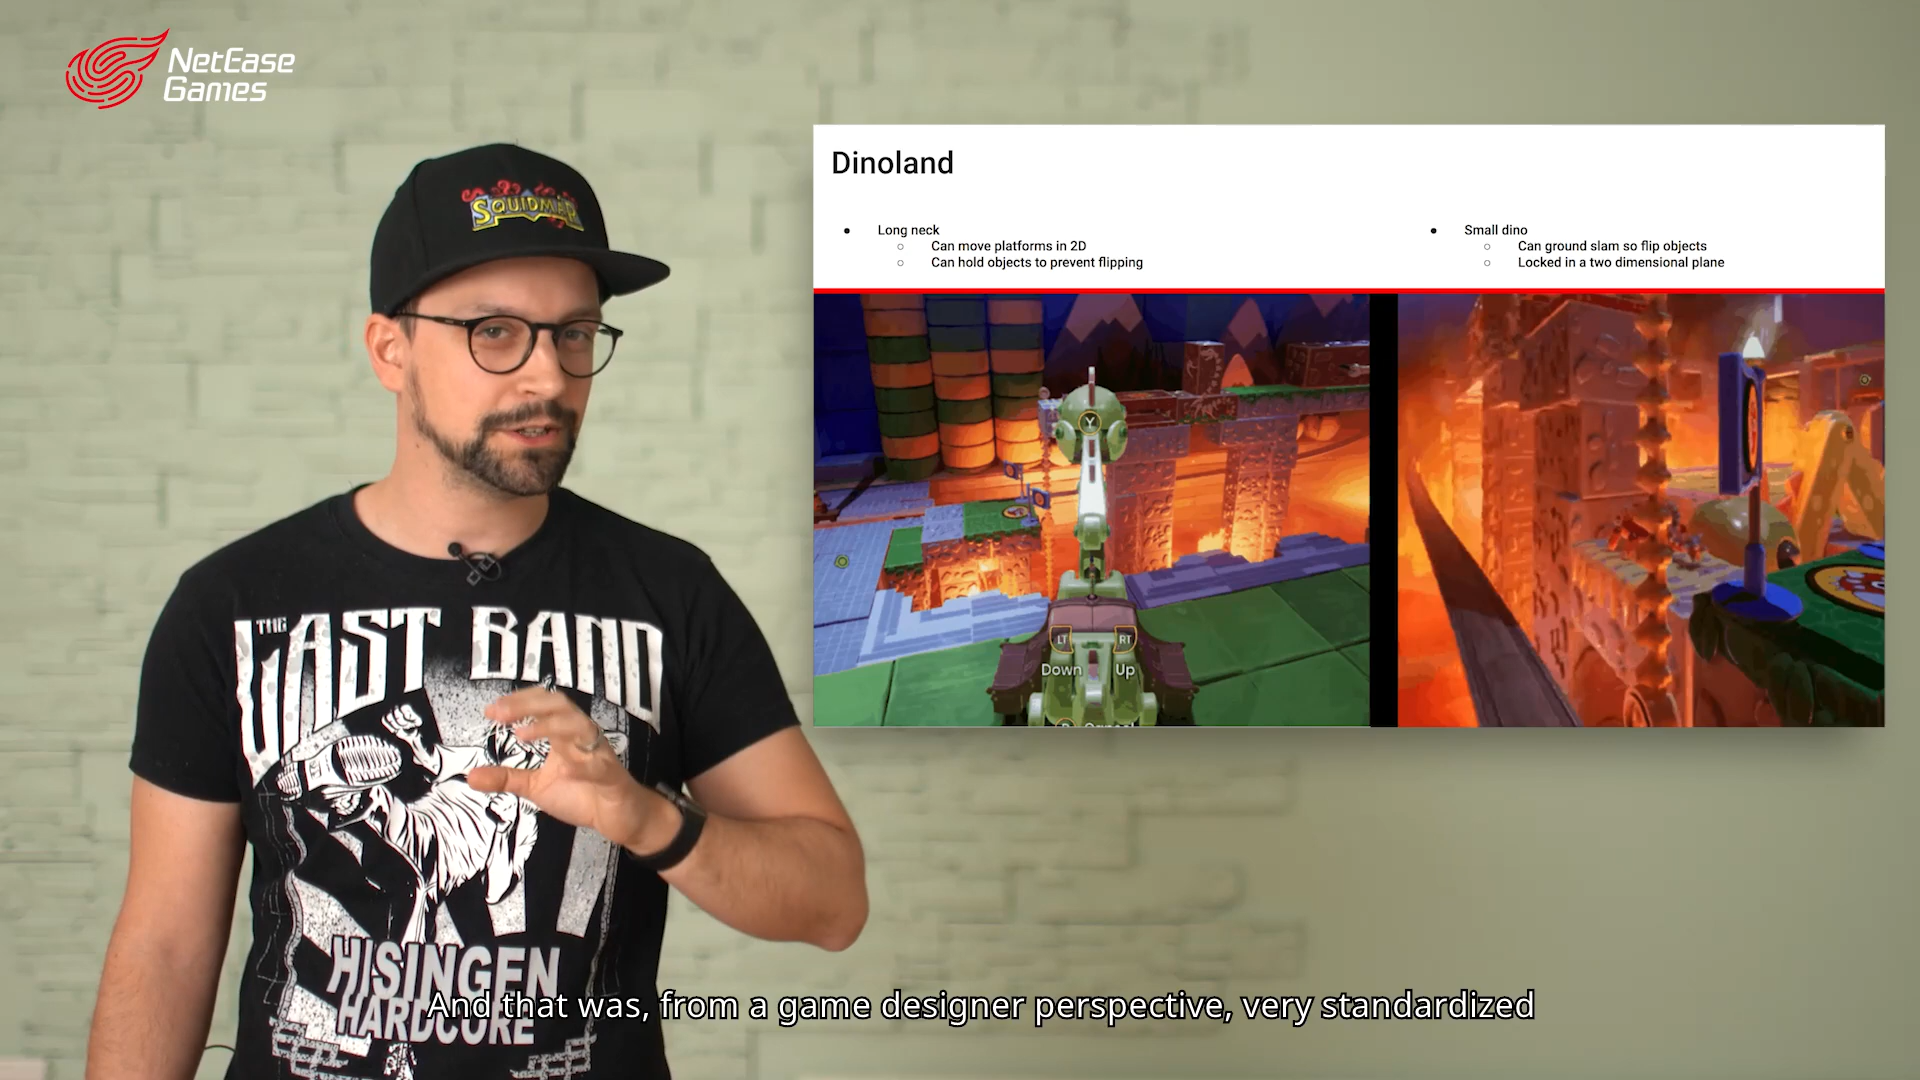 NetEase
Games
SQUIDMAR
Dinoland
Long neck
Can move platforms in 2D
Can hold objects to prevent flipping
Small dino
Can ground slam so flip objects
Locked in a two dimensional plane
Y
LT
RT
Down
Up
THE
LAST BAND
HISINGEN
HARDCORE
And that was, from a game designer perspective, very standardized